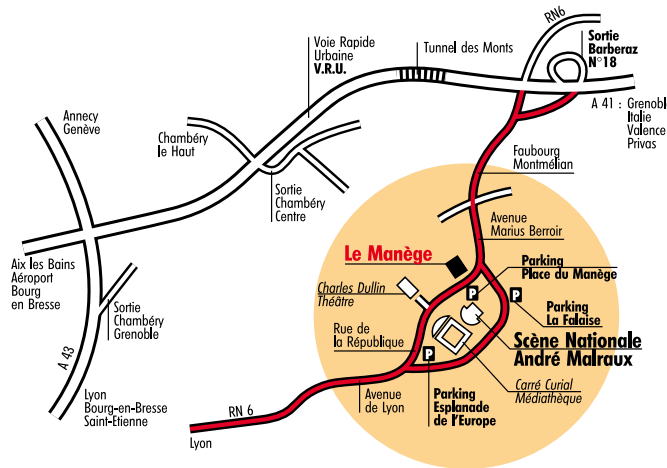 RN6
Sortie
Barberaz
N°18
Voie Rapide
Urbaine
V.R.U.
Tunnel des Monts
A 41 : Grenobl
Italie
Valence
Privas
Annecy
Genève
Chambéry
le Haut
Sortie
Chambéry
Centre
Faubourg
Montmélian
Avenue
Marius Berroir
Aix les Bains
Aéroport
Bourg
en Bresse
Le Manège
Parking
Place du Manège
P
Charles Dullin
Théâtre
P
Parking
La Falaise
Sortie
Chambéry
Grenoble
Rue de
la République
Scène Nationale
André Malraux
P
A 43
Carré Curial
Médiathèque
Lyon
Bourg-en-Bresse
Saint-Etienne
RN 6
Avenue
de Lyon
Parking
Esplanade
de l'Europe
Lyon